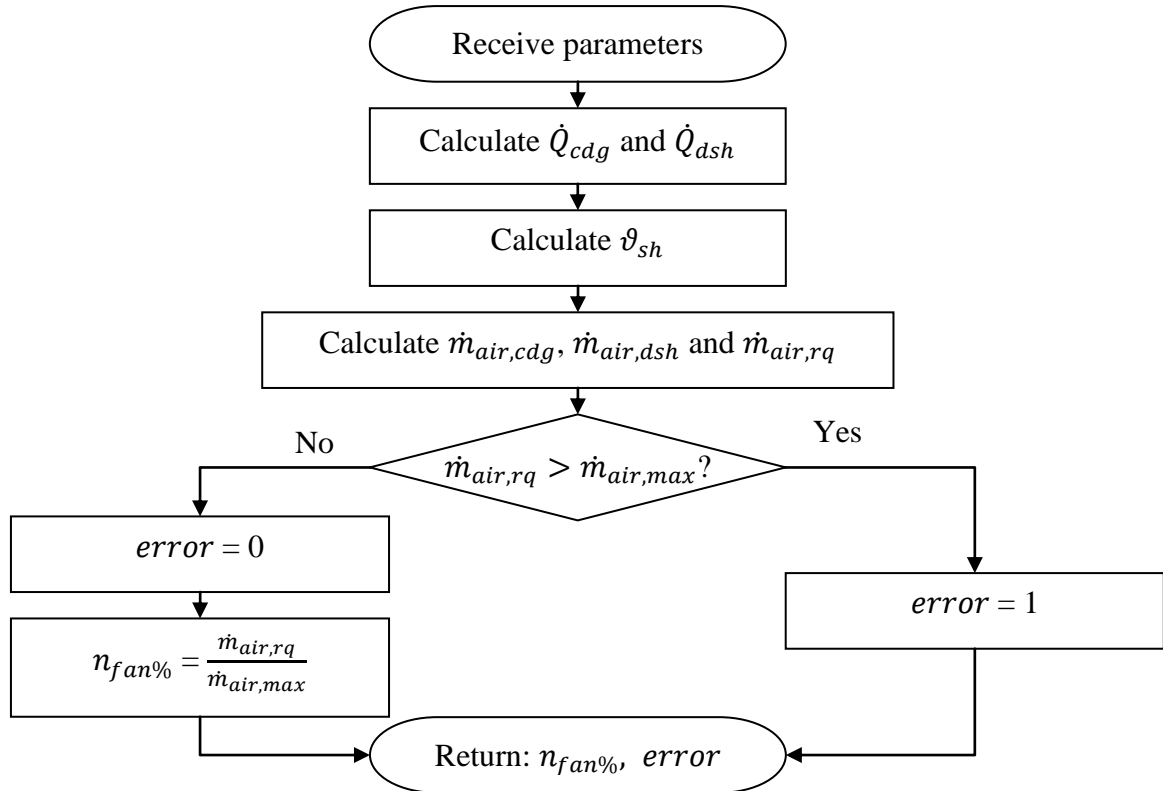 Receive parameters
Calculate Q̇_cdg and Q̇_dsh
Calculate ϑ_sh
Calculate ṁ_air,cdg, ṁ_air,dsh and ṁ_air,rq
No
Yes
ṁ_air,rq > ṁ_air,max?
error = 0
error = 1
n_fan% = ṁ_air,rq / ṁ_air,max
Return: n_fan%, error